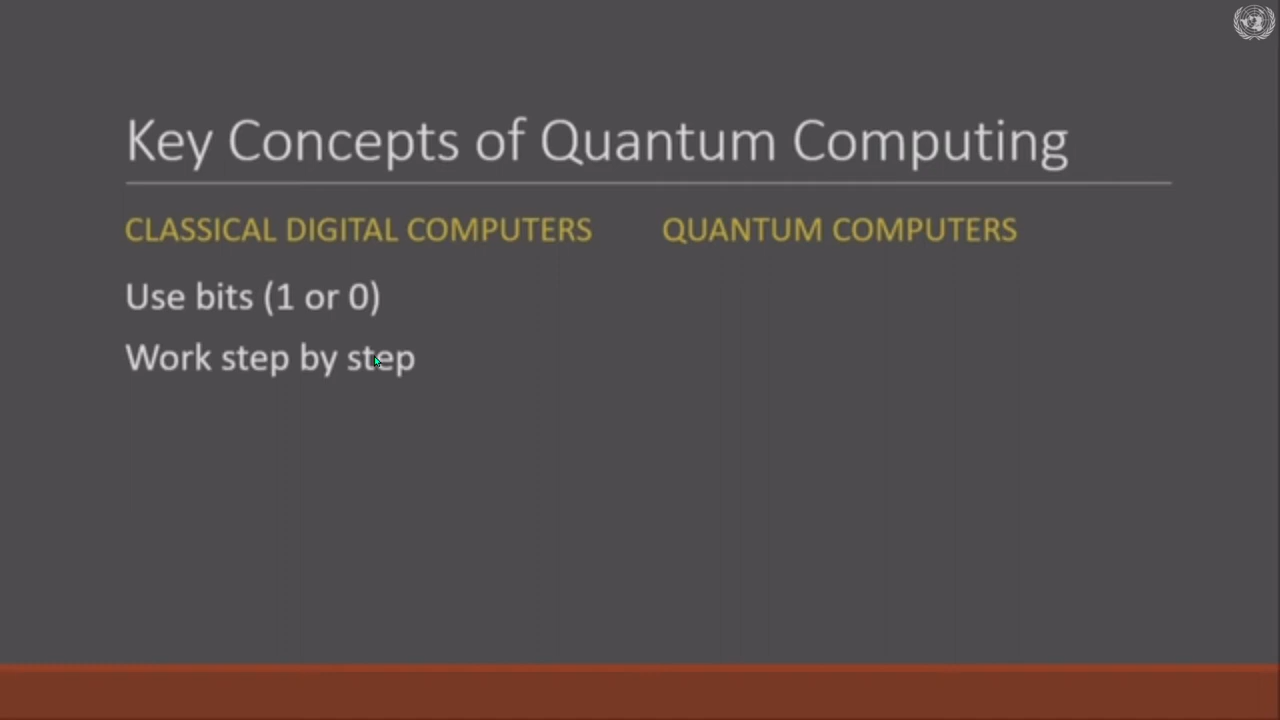 Key Concepts of Quantum Computing
CLASSICAL DIGITAL COMPUTERS
Use bits (1 or 0)
Work step by step
QUANTUM COMPUTERS